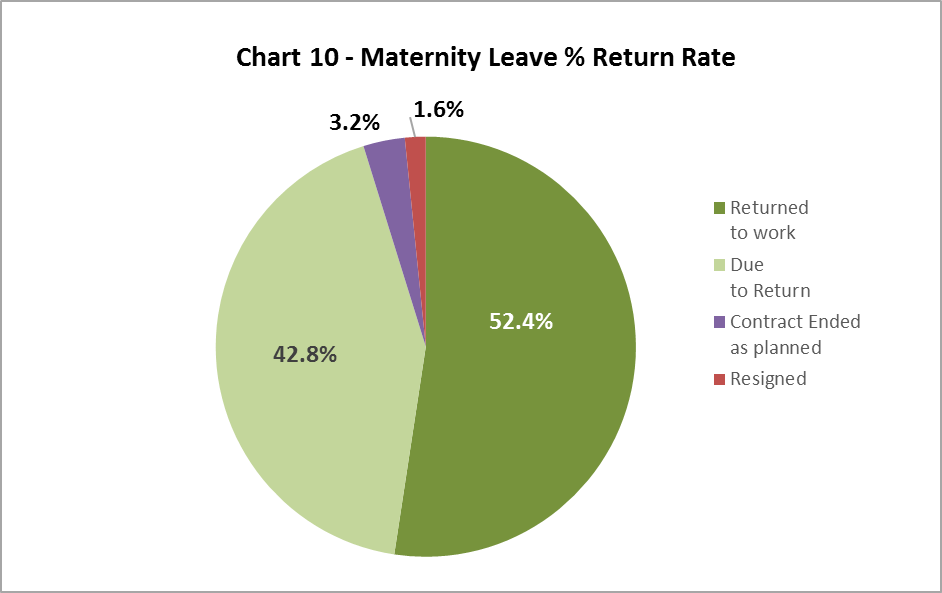 Chart 10 - Maternity Leave % Return Rate
3.2%
1.6%
52.4%
42.8%
Returned
to work
Due
to Return
Contract Ended
as planned
Resigned